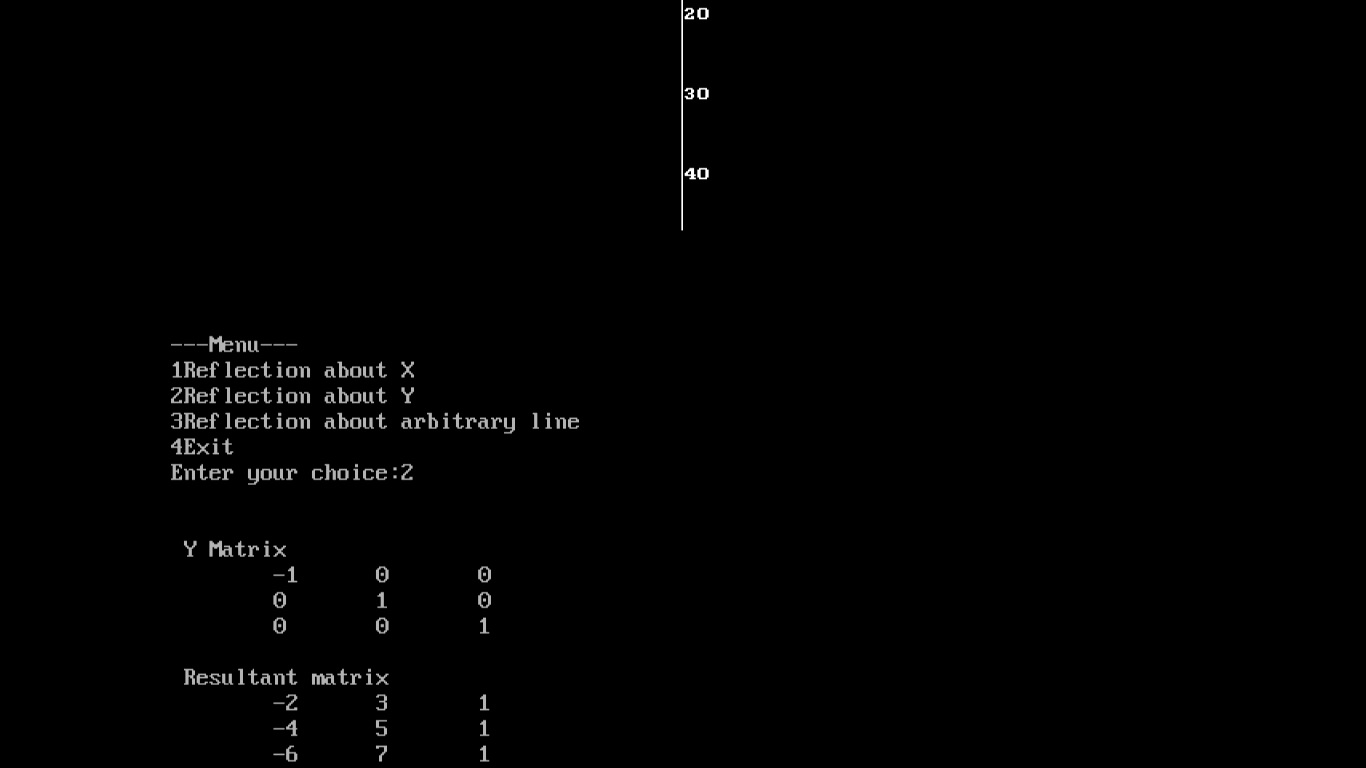 20
30
40
---Menu---
1Reflection about X
2Reflection about Y
3Reflection about arbitrary line
4Exit
Enter your choice:2
Y Matrix
-1 0 0
0 1 0
0 0 1
Resultant matrix
-2 3 1
-4 5 1
-6 7 1